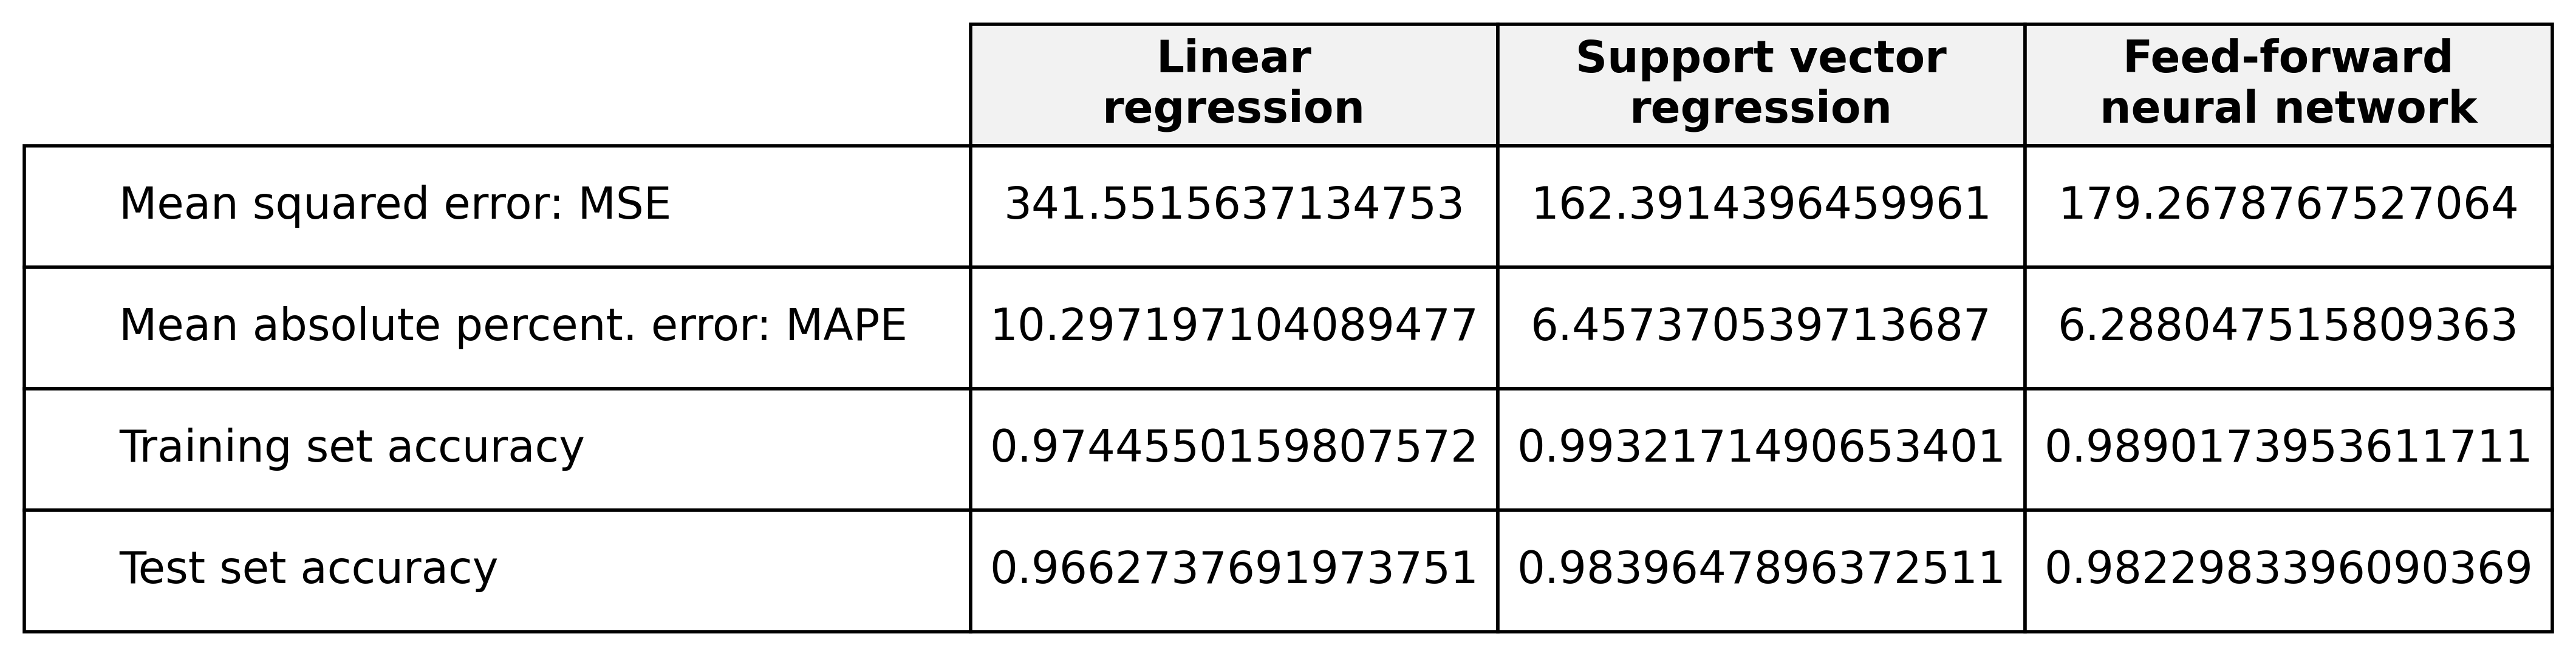 Linear regression Support vector regression Feed-forward neural network
Mean squared error: MSE 341.5515637134753 162.3914396459961 179.2678767527064
Mean absolute percent. error: MAPE 10.297197104089477 6.457370539713687 6.288047515809363
Training set accuracy 0.9744550159807572 0.9932171490653401 0.9890173953611711
Test set accuracy 0.9662737691973751 0.9839647896372511 0.9822983396090369